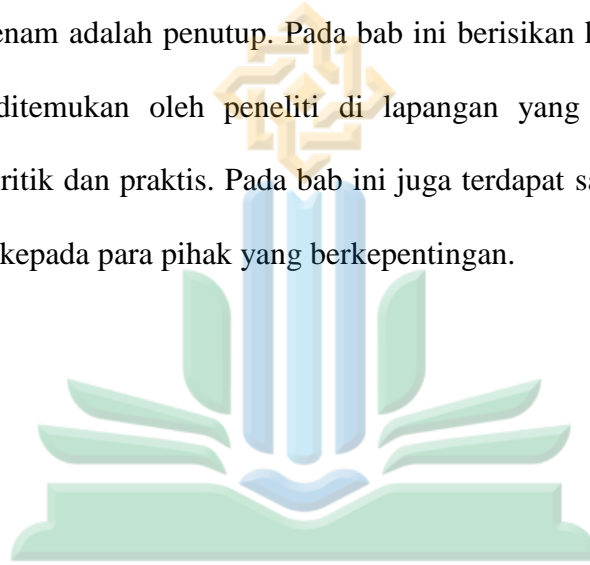 enam adalah penutup. Pada bab ini berisikan
ditemukan oleh peneliti di lapangan yang
ritik dan praktis. Pada bab ini juga terdapat
kepada para pihak yang berkepentingan.